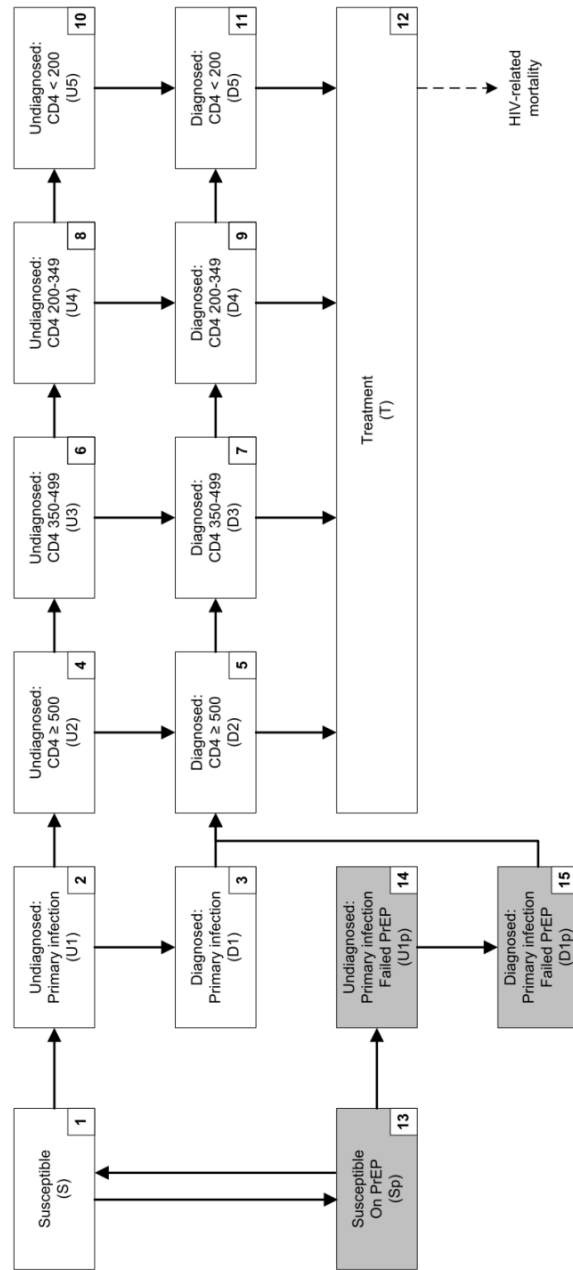 Susceptible
(S)
1
Undiagnosed:
Primary infection
(U1)
2
Undiagnosed:
CD4 ≥ 500
(U2)
4
Undiagnosed:
CD4 350-499
(U3)
6
Undiagnosed:
CD4 200-349
(U4)
8
Undiagnosed:
CD4 < 200
(U5)
10
Diagnosed:
Primary infection
(D1)
3
Diagnosed:
CD4 ≥ 500
(D2)
5
Diagnosed:
CD4 350-499
(D3)
7
Diagnosed:
CD4 200-349
(D4)
9
Diagnosed:
CD4 < 200
(D5)
11
Susceptible
On PrEP
(Sp)
13
Undiagnosed:
Primary infection
Failed PrEP
(U1p)
14
Treatment
(T)
12
Diagnosed:
Primary infection
Failed PrEP
(D1p)
15
HIV-related
mortality